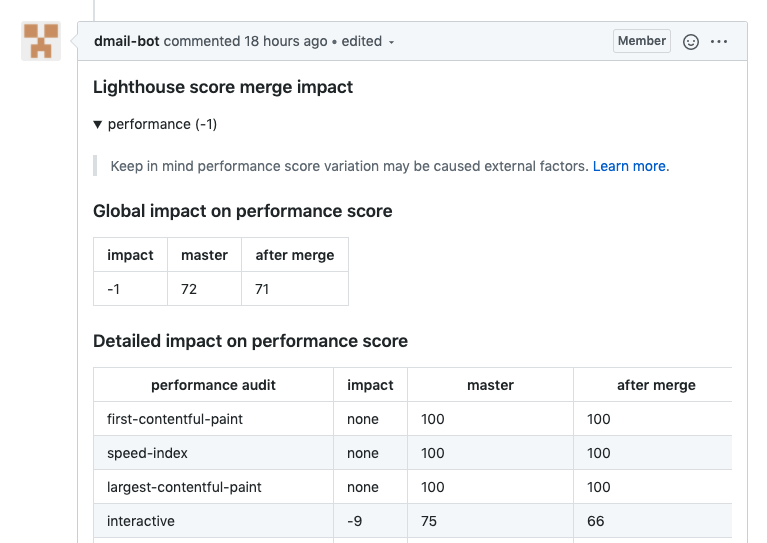 dmail-bot commented 18 hours ago • edited
Member
Lighthouse score merge impact
▼ performance (-1)
Keep in mind performance score variation may be caused external factors. Learn more.
Global impact on performance score
impact master after merge
-1 72 71
Detailed impact on performance score
performance audit impact master after merge
first-contentful-paint none 100 100
speed-index none 100 100
largest-contentful-paint none 100 100
interactive -9 75 66